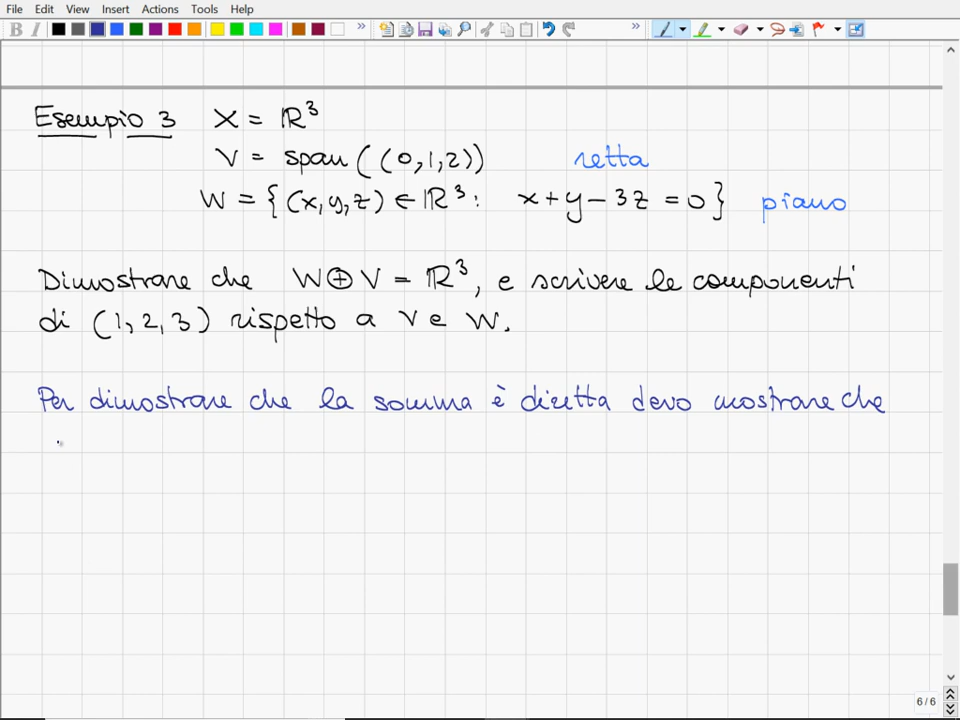 File Edit View Insert Actions Tools Help
B I
Esempio 3 X = ℝ³
V = span ((0,1,2)) retta
W = {(x,y,z) ∈ ℝ³: x+y-3z = 0} piano
Dimostrare che W⊕V = ℝ³, e scrivere le componenti
di (1,2,3) rispetto a V e W.
Per dimostrare che la somma è diretta devo mostrare che
6 / 6